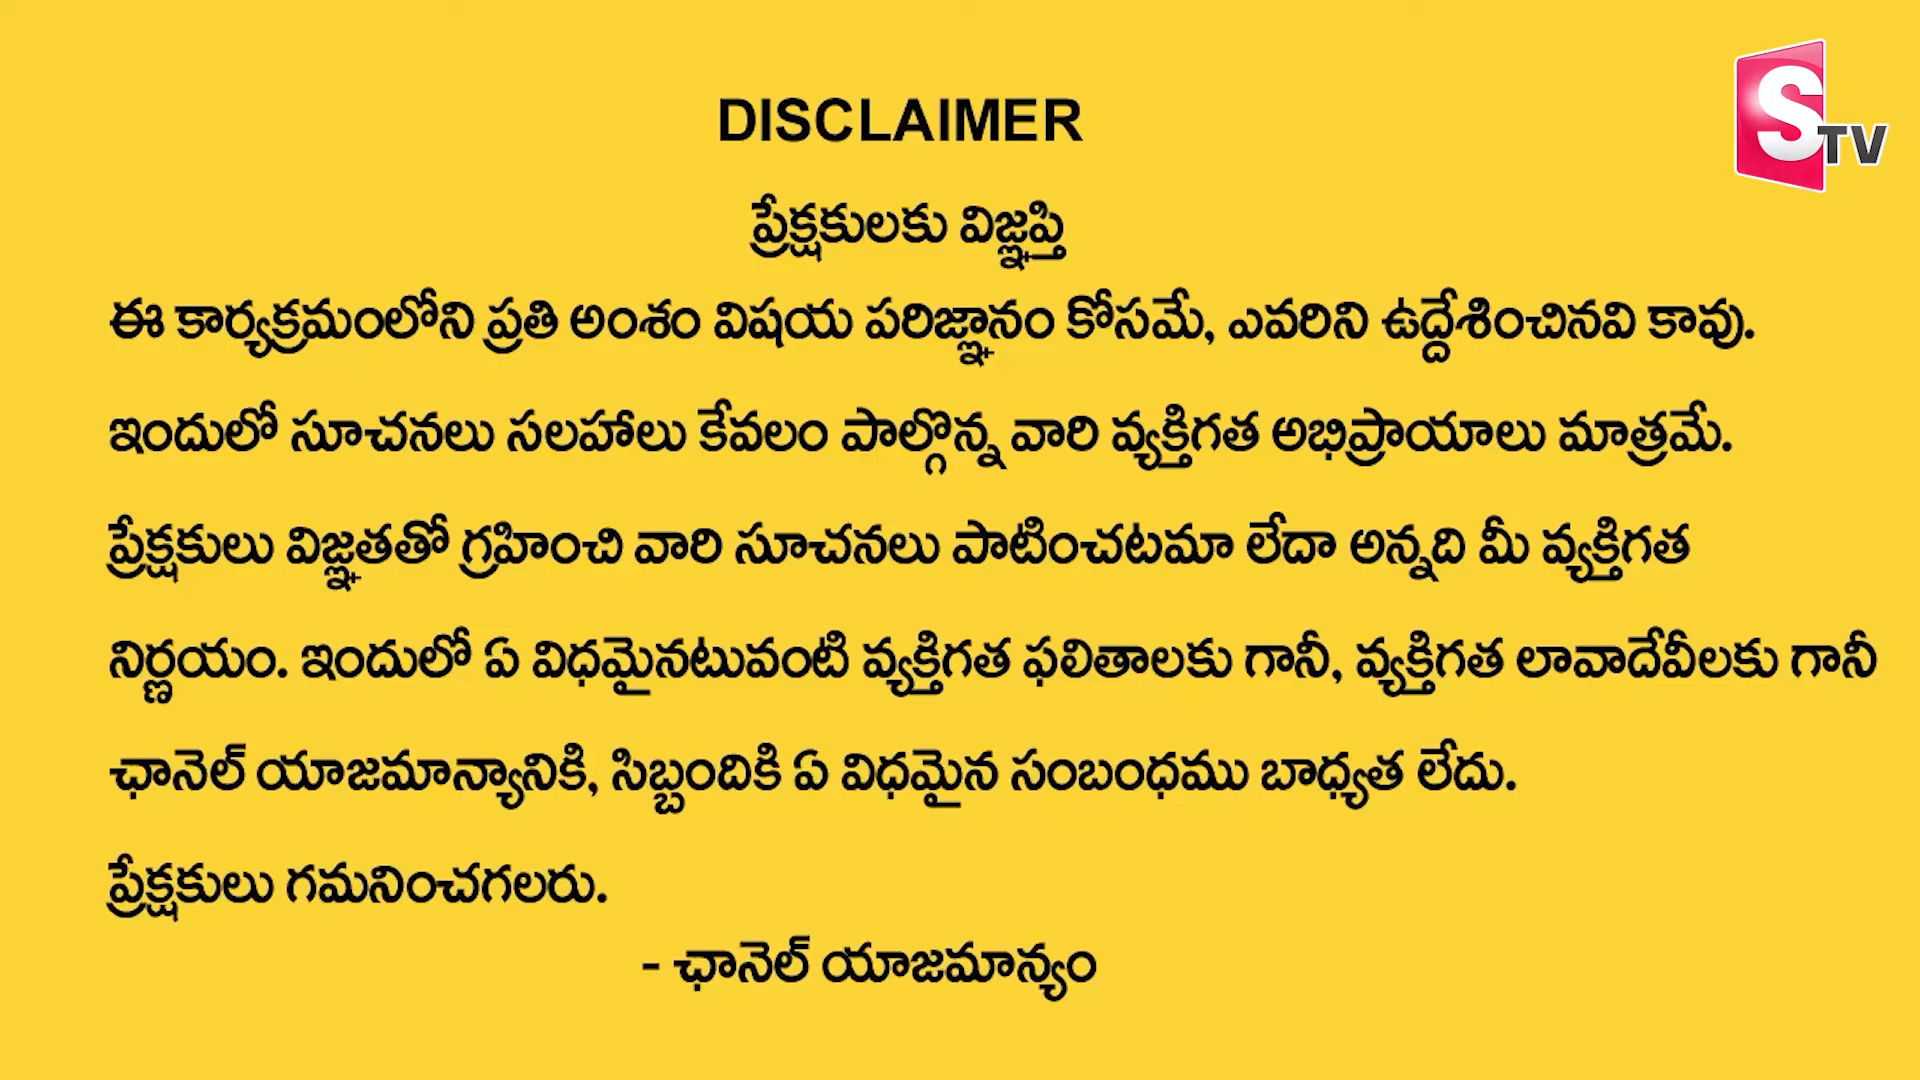 DISCLAIMER
STV
ప్రేక్షకులకు విజ్ఞప్తి
ఈ కార్యక్రమంలోని ప్రతి అంశం విషయ పరిజ్ఞానం కోసమే, ఎవరిని ఉద్దేశించినవి కావు.
ఇందులో సూచనలు సలహాలు కేవలం పాల్గొన్న వారి వ్యక్తిగత అభిప్రాయాలు మాత్రమే.
ప్రేక్షకులు విజ్ఞతతో గ్రహించి వారి సూచనలు పాటించటమా లేదా అన్నది మీ వ్యక్తిగత
నిర్ణయం. ఇందులో ఏ విధమైనటువంటి వ్యక్తిగత ఫలితాలకు గానీ, వ్యక్తిగత లావాదేవీలకు గానీ
ఛానెల్ యాజమాన్యానికి, సిబ్బందికి ఏ విధమైన సంబంధము బాధ్యత లేదు.
ప్రేక్షకులు గమనించగలరు.
- ఛానెల్ యాజమాన్యం